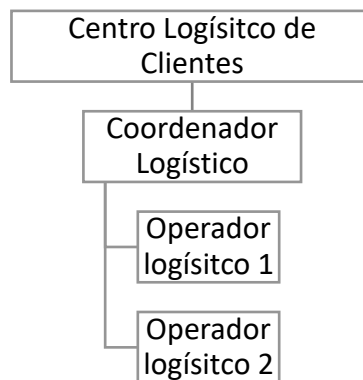 Centro Logísitco de
Clientes
Coordenador
Logístico
Operador
logísitco 1
Operador
logísitco 2